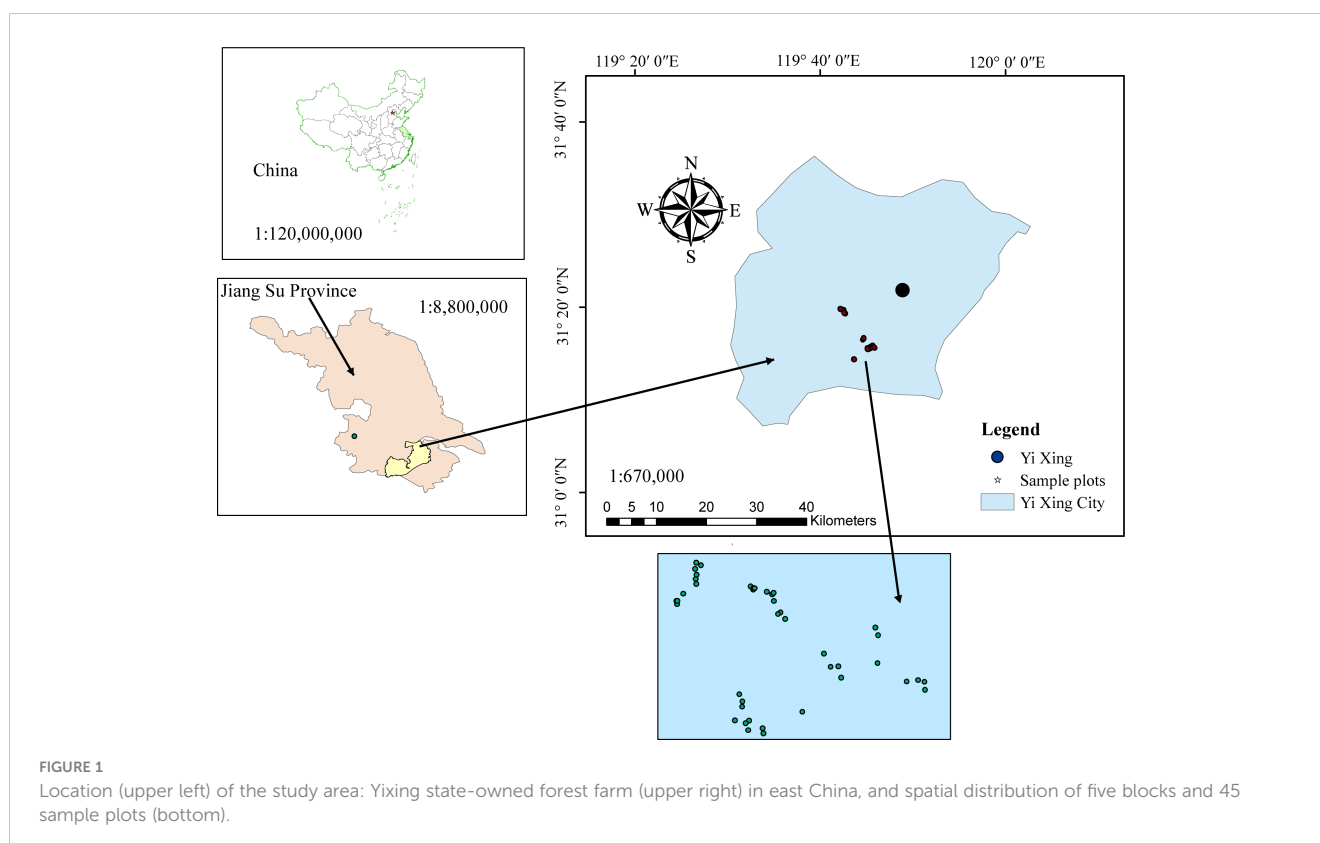 China
1:120,000,000
Jiang Su Province
1:8,800,000
119° 20′ 0″E
119° 40′ 0″E
120° 0′ 0″E
31° 40′ 0″N
31° 20′ 0″N
31° 0′ 0″N
N
W
E
S
Legend
Yi Xing
Sample plots
Yi Xing City
1:670,000
0 5 10 20 30 40
Kilometers
FIGURE 1
Location (upper left) of the study area: Yixing state-owned forest farm (upper right) in east China, and spatial distribution of five blocks and 45
sample plots (bottom).